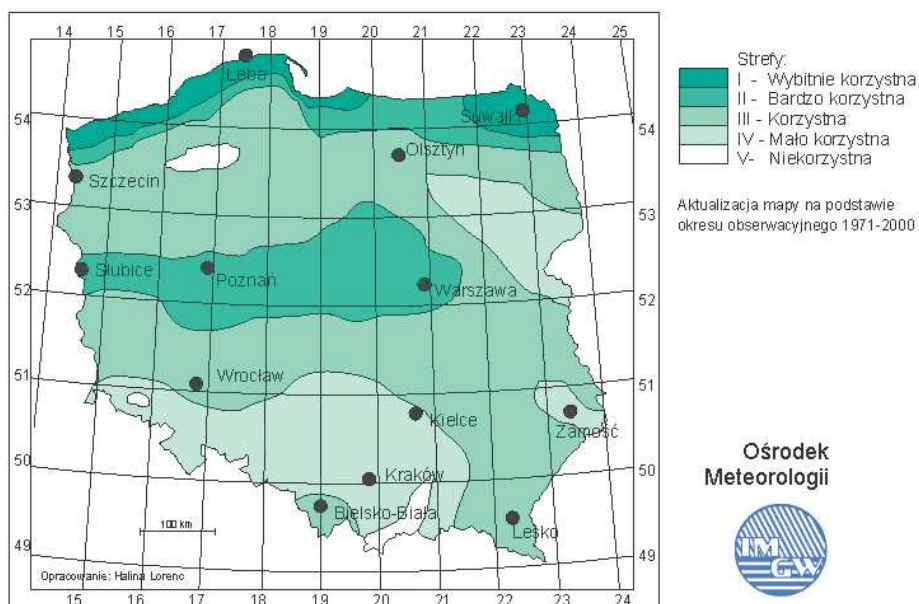 14 15 16 17 18 19 20 21 22 23 24 25
Łeba
54
Suwałki
54
Olsztyn
Szczecin
53
53
Słubice
Poznań
Warszawa
52
52
Wrocław
51
51
Kielce
Zamość
50
Kraków
50
Bielsko-Biała
100 km
Lesko
49
49
Opracowanie: Halina Lorenc
15 16 17 18 19 20 21 22 23 24
Strefy:
I - Wybitnie korzystna
II - Bardzo korzystna
III - Korzystna
IV - Mało korzystna
V- Niekorzystna
Aktualizacja mapy na podstawie
okresu obserwacyjnego 1971-2000
Ośrodek
Meteorologii
IM
GW